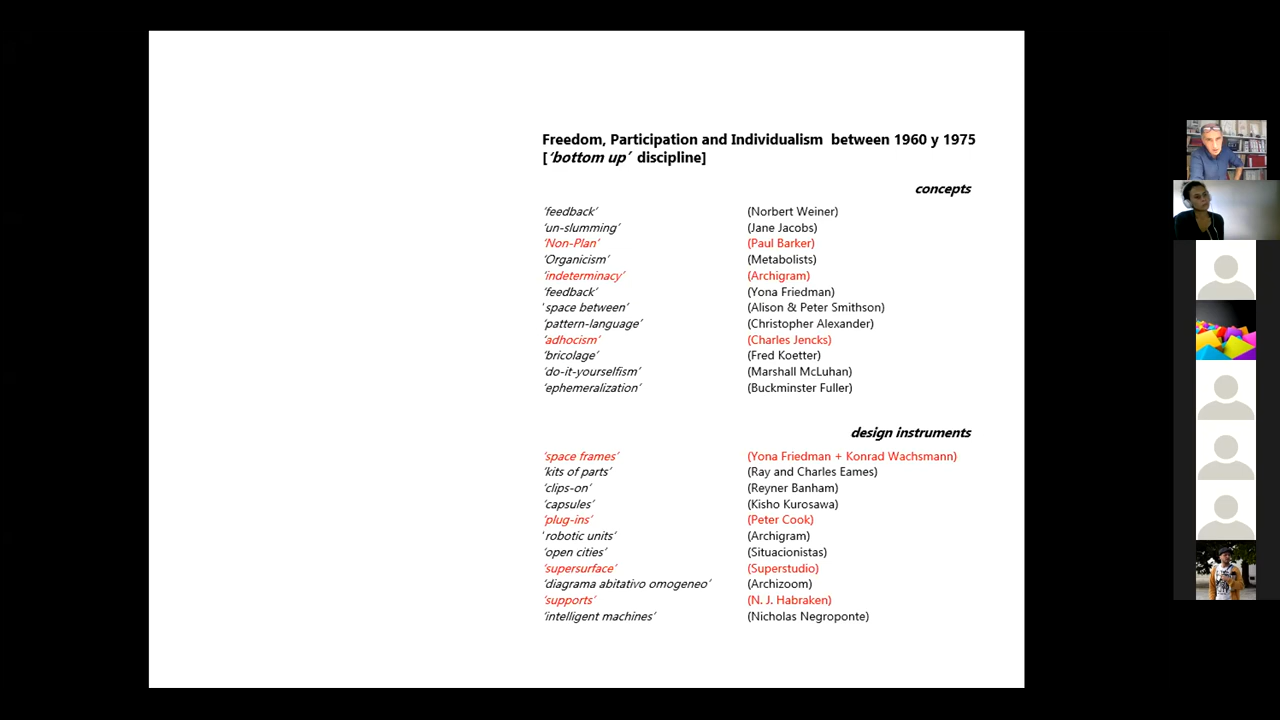 Freedom, Participation and Individualism between 1960 y 1975
['bottom up' discipline]
concepts
'feedback' (Norbert Weiner)
'un-slumming' (Jane Jacobs)
'Non-Plan' (Paul Barker)
'Organicism' (Metabolists)
'indeterminacy' (Archigram)
'feedback' (Yona Friedman)
'space between' (Alison & Peter Smithson)
'pattern-language' (Christopher Alexander)
'adhocism' (Charles Jencks)
'bricolage' (Fred Koetter)
'do-it-yourselfism' (Marshall McLuhan)
'ephemeralization' (Buckminster Fuller)
design instruments
'space frames' (Yona Friedman + Konrad Wachsmann)
'kits of parts' (Ray and Charles Eames)
'clips-on' (Reyner Banham)
'capsules' (Kisho Kurosawa)
'plug-ins' (Peter Cook)
'robotic units' (Archigram)
'open cities' (Situacionistas)
'supersurface' (Superstudio)
'diagrama abitativo omogeneo' (Archizoom)
'supports' (N. J. Habraken)
'intelligent machines' (Nicholas Negroponte)